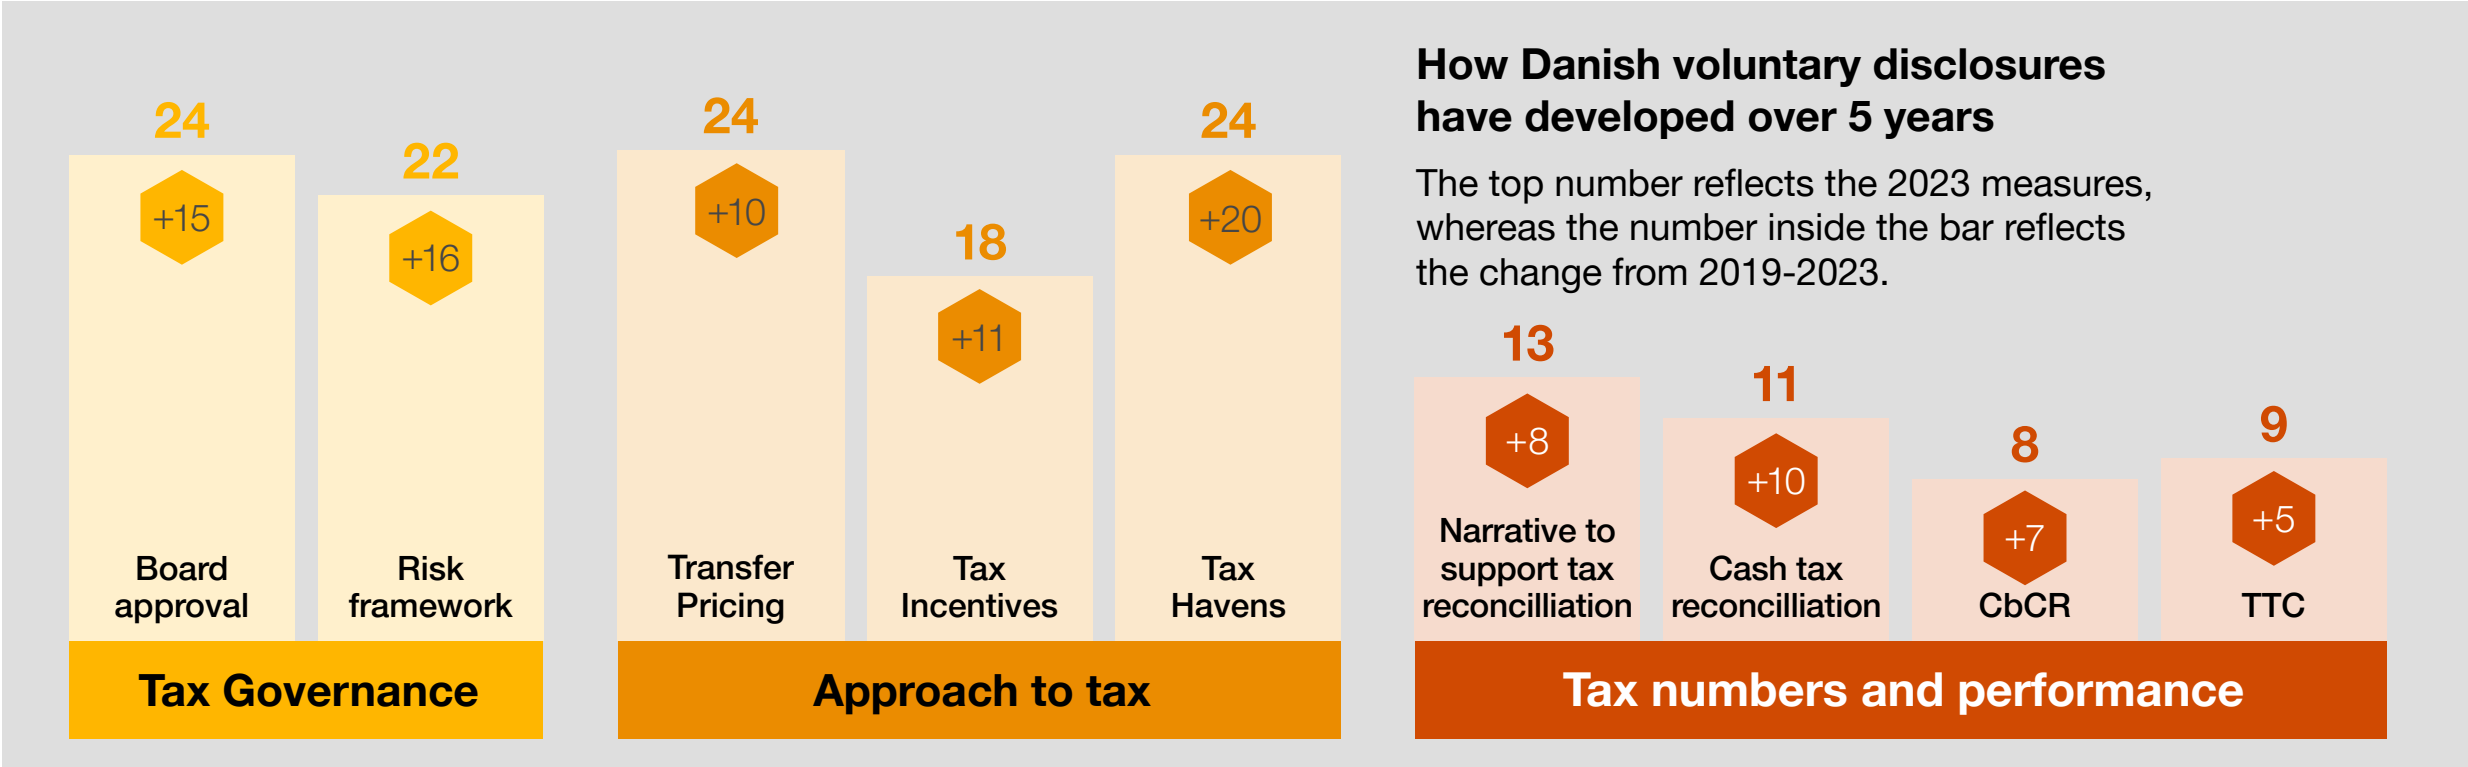 How Danish voluntary disclosures
have developed over 5 years
The top number reflects the 2023 measures,
whereas the number inside the bar reflects
the change from 2019-2023.
24
+15
Board
approval
22
+16
Risk
framework
Tax Governance
24
+10
Transfer
Pricing
18
+11
Tax
Incentives
24
+20
Tax
Havens
Approach to tax
13
+8
Narrative to
support tax
reconcilliation
11
+10
Cash tax
reconcilliation
8
+7
CbCR
9
+5
TTC
Tax numbers and performance